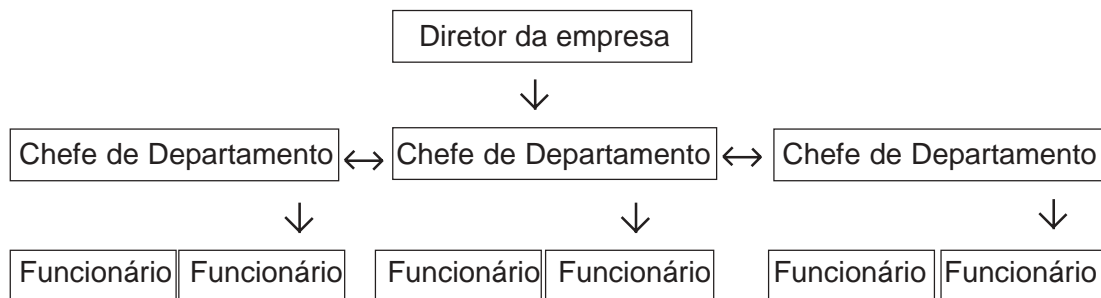 Diretor da empresa
Chefe de Departamento Chefe de Departamento Chefe de Departamento
Funcionário Funcionário Funcionário Funcionário Funcionário Funcionário